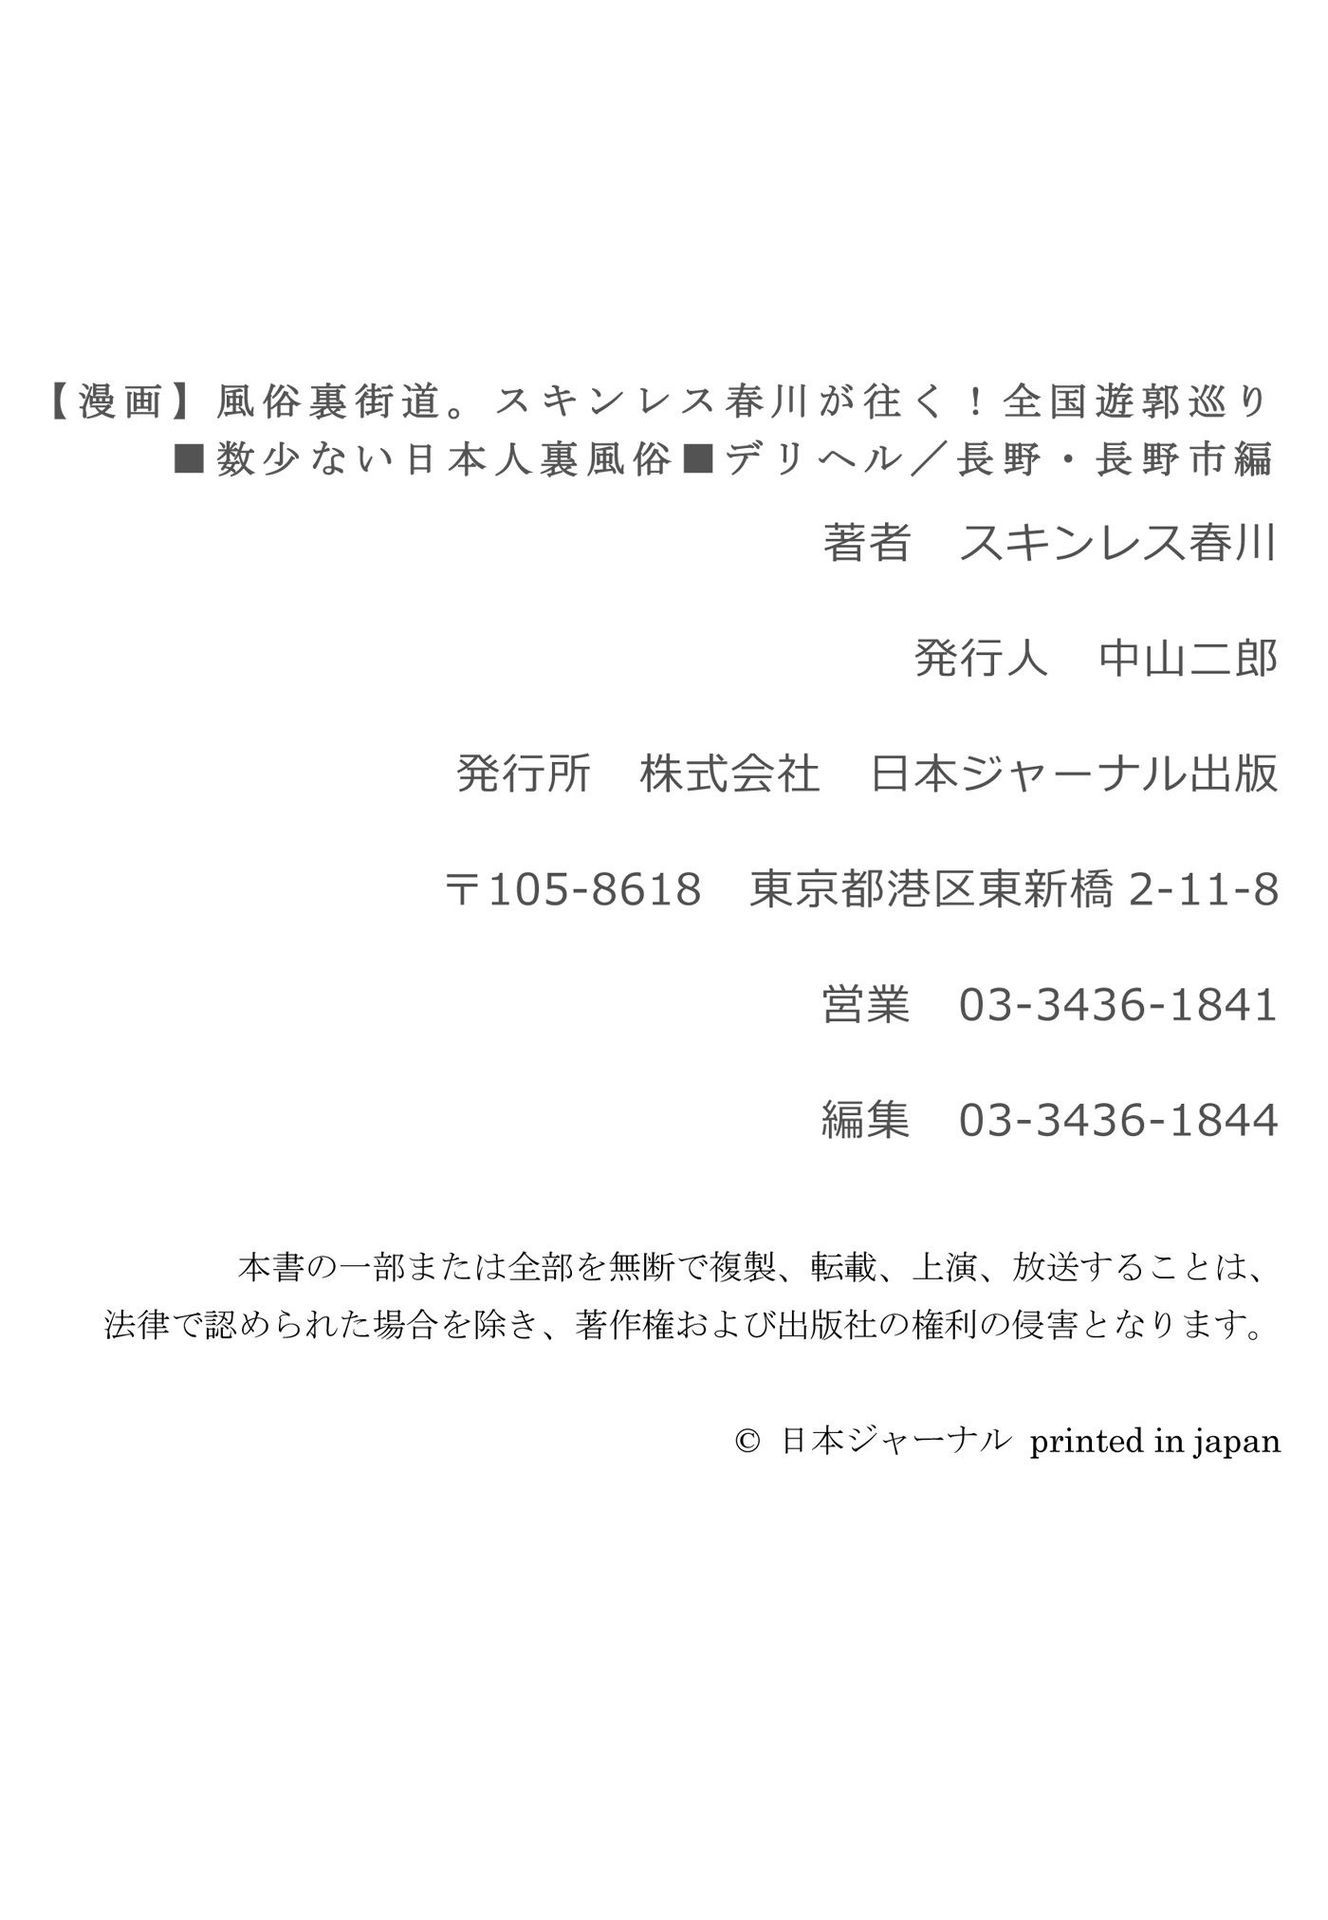 【漫画】風俗裏街道。スキンレス春川が往く！全国遊郭巡り
■数少ない日本人裏風俗■デリヘル／長野・長野市編
著者　スキンレス春川
発行人　中山二郎
発行所　株式会社　日本ジャーナル出版
〒105-8618　東京都港区東新橋 2-11-8
営業　03-3436-1841
編集　03-3436-1844
本書の一部または全部を無断で複製、転載、上演、放送することは、
法律で認められた場合を除き、著作権および出版社の権利の侵害となります。
© 日本ジャーナル printed in japan